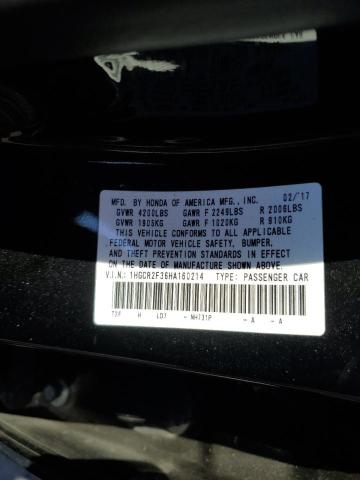 MFD. BY HONDA OF AMERICA MFG., INC. 02/'17
GVWR 4200LBS GAWR F 2249LBS R 2006LBS
GVWR 1905KG GAWR F 1020KG R 910KG
THIS VEHICLE CONFORMS TO ALL APPLICABLE
FEDERAL MOTOR VEHICLE SAFETY, BUMPER,
AND THEFT PREVENTION STANDARDS IN EFFECT
ON THE DATE OF MANUFACTURE SHOWN ABOVE.
V.I.N.: 1HGCR2F36HA160214 TYPE: PASSENGER CAR
H - NH731P - A - A